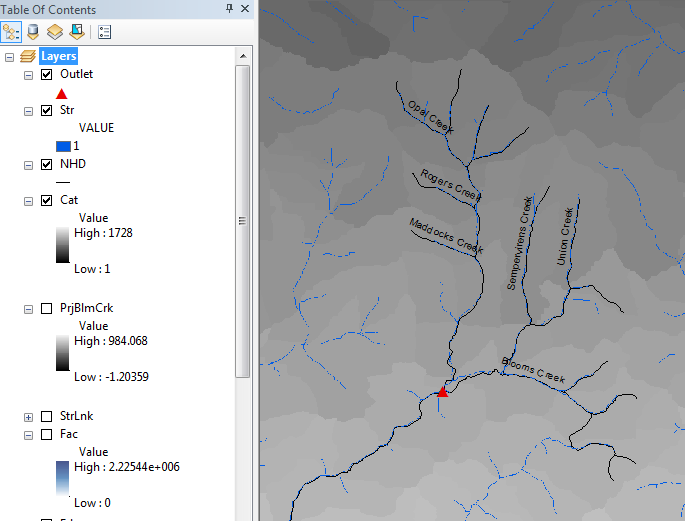 Table Of Contents
Layers
Outlet
Str
VALUE
1
NHD
Cat
Value
High : 1728
Low : 1
PrjBlmCrk
Value
High : 984.068
Low : -1.20359
StrLnk
Fac
Value
High : 2.22544e+006
Low : 0
Opal Creek
Rogers Creek
Maddocks Creek
Sempervirens Creek
Union Creek
Blooms Creek